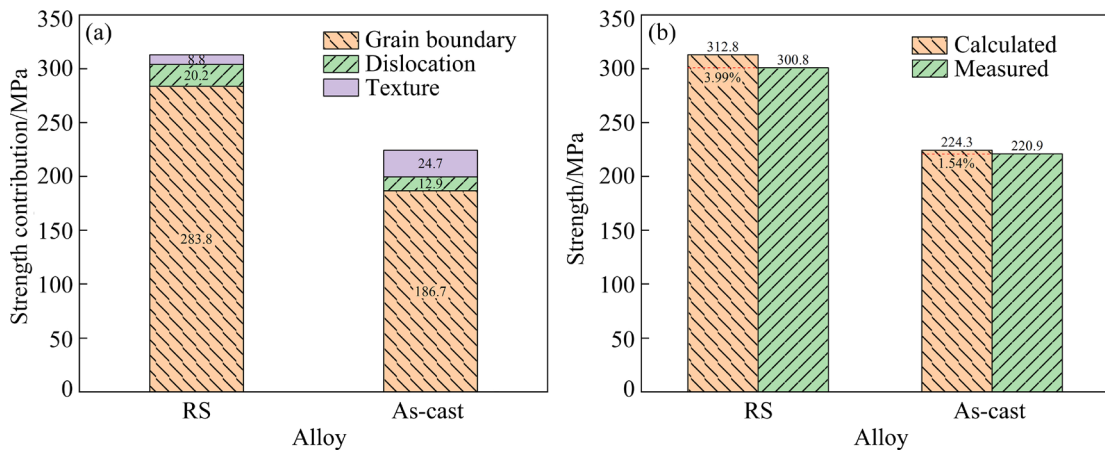 (a)
Grain boundary
Dislocation
Texture
Strength contribution/MPa
350
300
250
200
150
100
50
0
8.8
20.2
283.8
24.7
12.9
186.7
RS
As-cast
Alloy
(b)
Calculated
Measured
Strength/MPa
350
300
250
200
150
100
50
0
312.8
300.8
3.99%
224.3
220.9
1.54%
RS
As-cast
Alloy